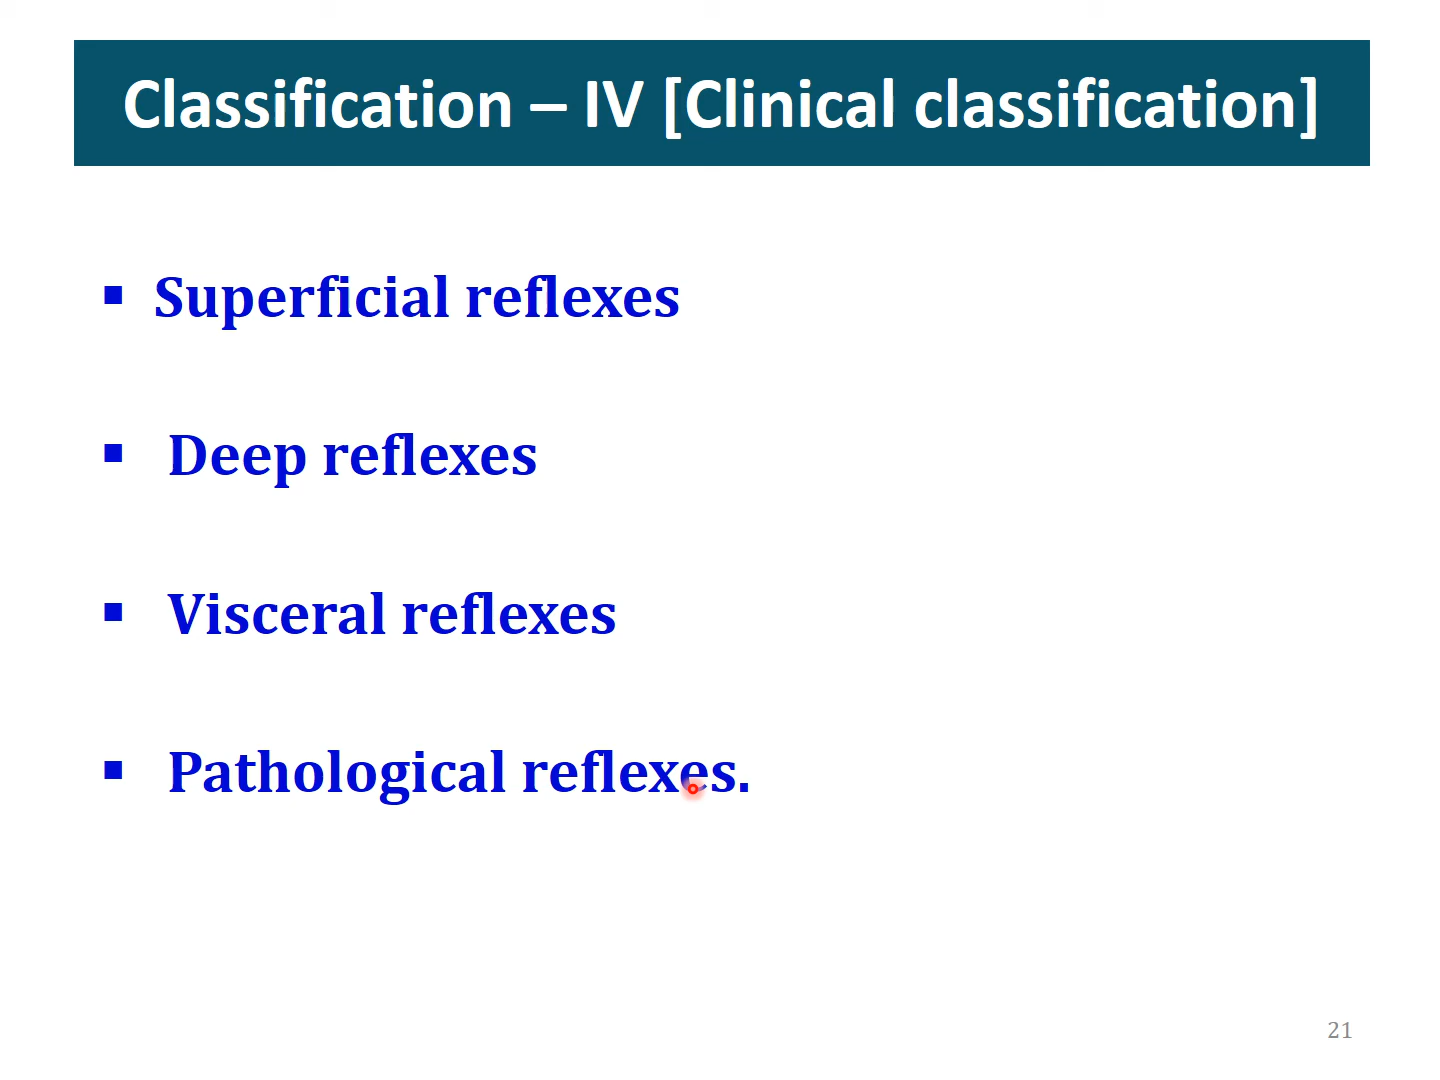 Classification – IV [Clinical classification]
▪ Superficial reflexes
▪ Deep reflexes
▪ Visceral reflexes
▪ Pathological reflexes.
21